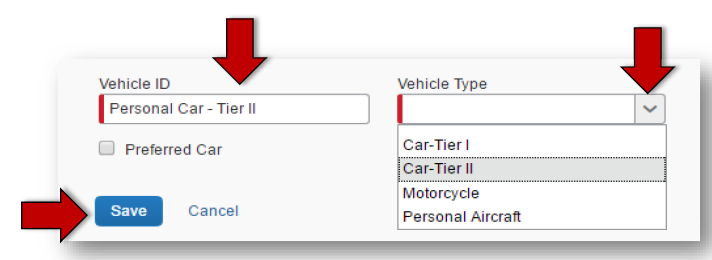 Vehicle ID
Vehicle Type
Personal Car - Tier II
Preferred Car
Car-Tier I
Car-Tier II
Motorcycle
Personal Aircraft
Save
Cancel